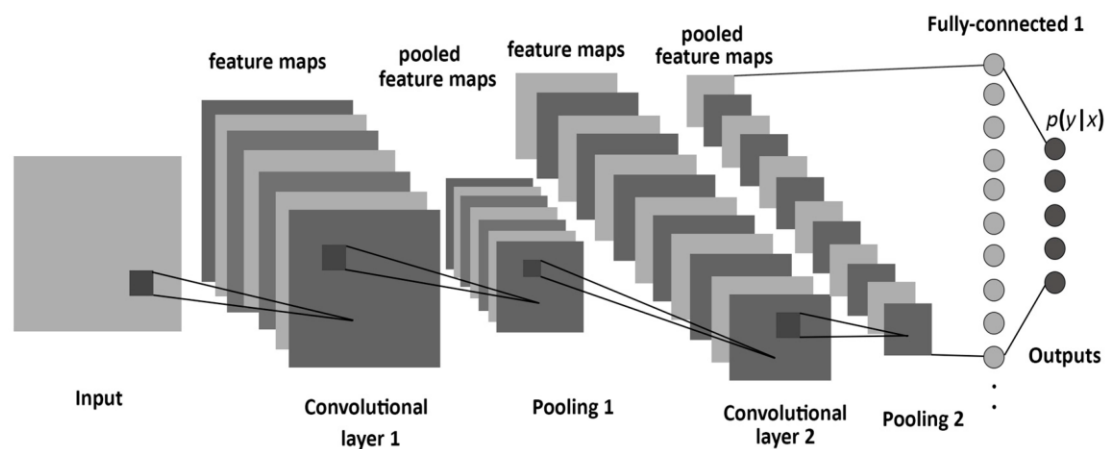 Fully-connected 1
feature maps
pooled
feature maps
feature maps
pooled
feature maps
p(y|x)
Input
Convolutional
layer 1
Pooling 1
Convolutional
layer 2
Pooling 2
Outputs